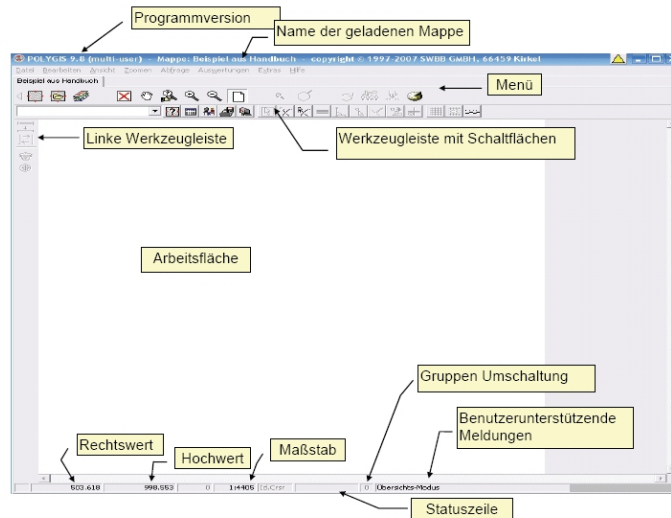 Programmversion
Name der geladenen Mappe
POLYGIS 9.8 (multi-user) - Mappe: Beispiel aus Handbuch - copyright © 1997-2007 SWBB GMBH, 66459 Kirkel
Datei Bearbeiten Ansicht Zoomen Abfrage Auswertungen Extras Hilfe
Beispiel aus Handbuch
Menü
Linke Werkzeugleiste
Werkzeugleiste mit Schaltflächen
Arbeitsfläche
Gruppen Umschaltung
Benutzerunterstützende
Meldungen
Rechtswert
Hochwert
Maßstab
503.618 998.553 0 1:4405 0 Übersichts-Modus
Statuszeile